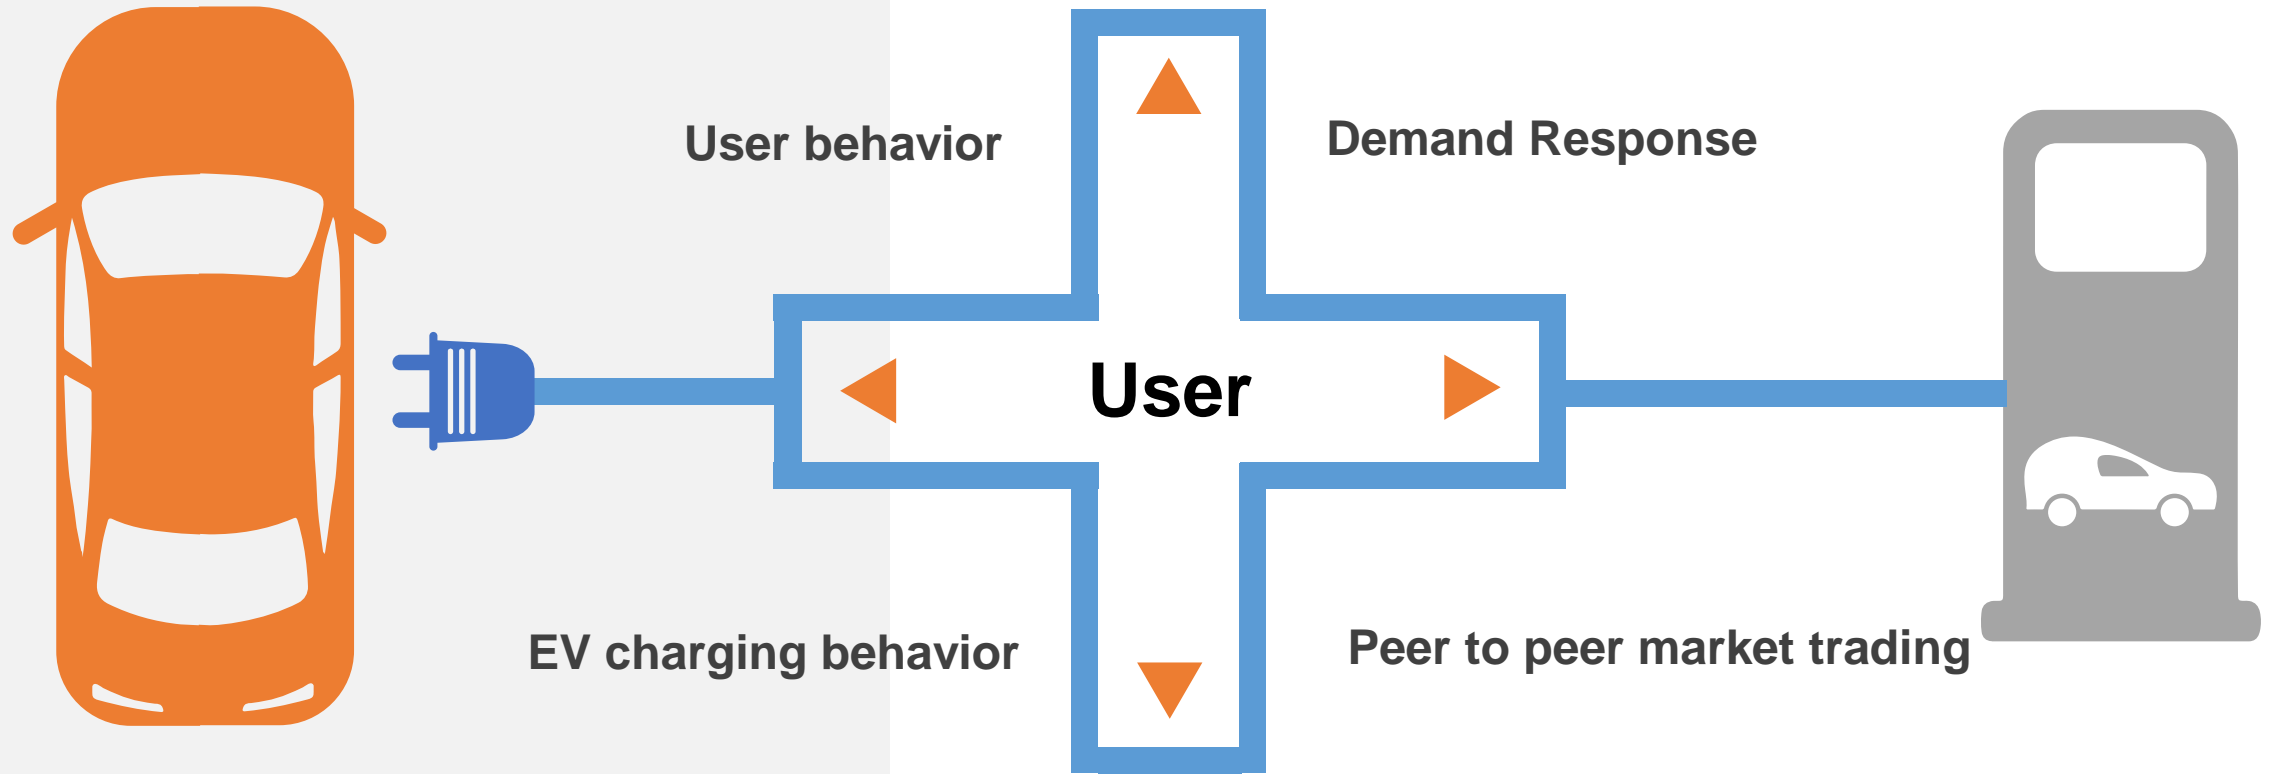 User behavior
Demand Response
User
EV charging behavior
Peer to peer market trading